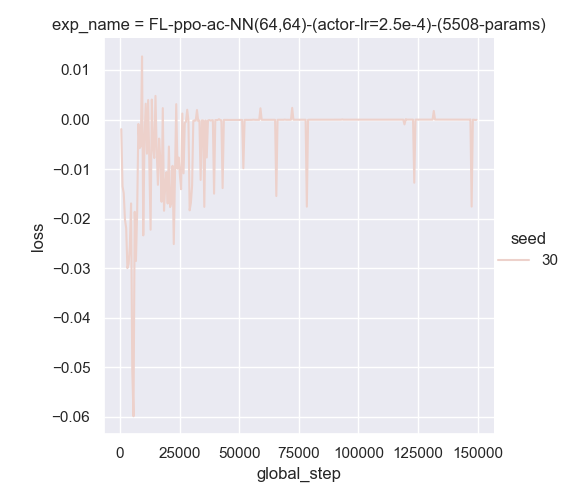 exp_name = FL-ppo-ac-NN(64,64)-(actor-lr=2.5e-4)-(5508-params)
0.01
0.00
−0.01
−0.02
−0.03
−0.04
−0.05
−0.06
loss
0 25000 50000 75000 100000 125000 150000
global_step
seed
30